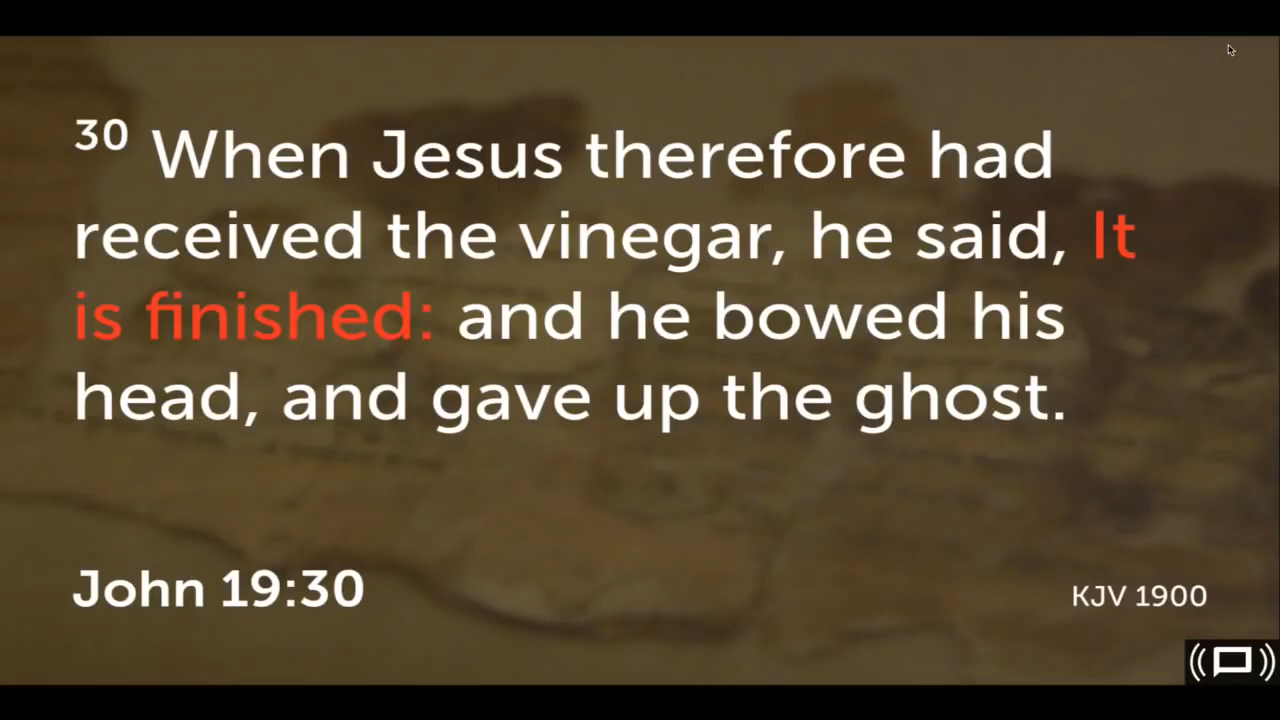 30 When Jesus therefore had
received the vinegar, he said, It
is finished: and he bowed his
head, and gave up the ghost.
John 19:30
KJV 1900